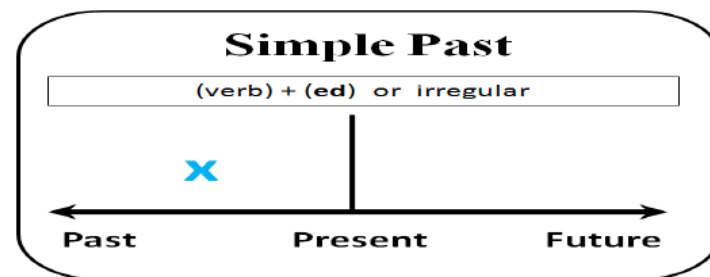 Simple Past
(verb) + (ed) or irregular
x
Past Present Future